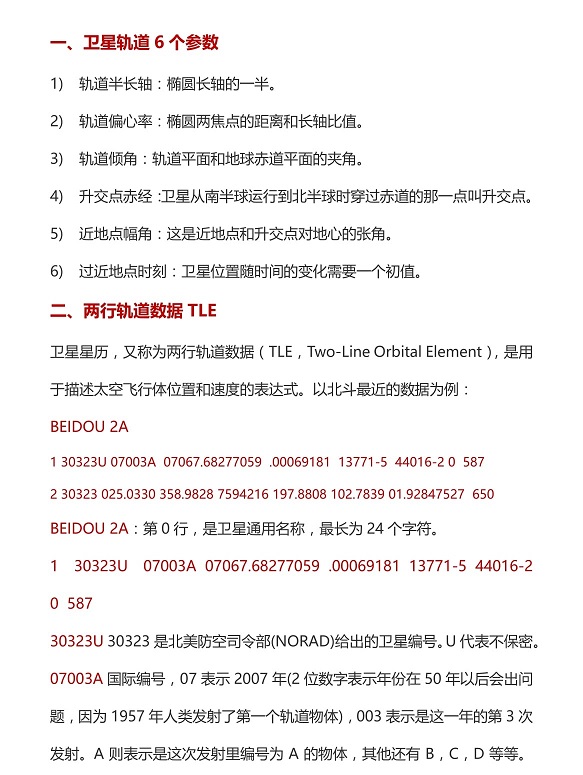 一、卫星轨道 6 个参数
1) 轨道半长轴：椭圆长轴的一半。
2) 轨道偏心率：椭圆两焦点的距离和长轴比值。
3) 轨道倾角：轨道平面和地球赤道平面的夹角。
4) 升交点赤经：卫星从南半球运行到北半球时穿过赤道的那一点叫升交点。
5) 近地点幅角：这是近地点和升交点对地心的张角。
6) 过近地点时刻：卫星位置随时间的变化需要一个初值。
二、两行轨道数据 TLE
卫星星历，又称为两行轨道数据（TLE，Two-Line Orbital Element），是用
于描述太空飞行体位置和速度的表达式。以北斗最近的数据为例：
BEIDOU 2A
1 30323U 07003A 07067.68277059 .00069181 13771-5 44016-2 0 587
2 30323 025.0330 358.9828 7594216 197.8808 102.7839 01.92847527 650
BEIDOU 2A：第 0 行，是卫星通用名称，最长为 24 个字符。
1 30323U 07003A 07067.68277059 .00069181 13771-5 44016-2
0 587
30323U 30323 是北美防空司令部(NORAD)给出的卫星编号。U 代表不保密。
07003A 国际编号，07 表示 2007 年(2 位数字表示年份在 50 年以后会出问
题，因为 1957 年人类发射了第一个轨道物体)，003 表示是这一年的第 3 次
发射。A 则表示是这次发射里编号为 A 的物体，其他还有 B，C，D 等等。